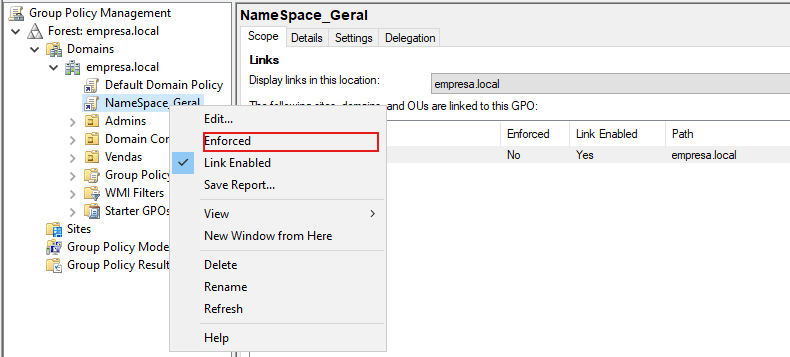 Group Policy Management
Forest: empresa.local
Domains
empresa.local
Default Domain Policy
NameSpace_Geral
Admins
Domain Con
Vendas
Group Policy
WMI Filters
Starter GPOs
Sites
Group Policy Mode
Group Policy Result
Edit...
Enforced
Link Enabled
Save Report...
View
New Window from Here
Delete
Rename
Refresh
Help
NameSpace_Geral
Scope Details Settings Delegation
Links
Display links in this location: empresa.local
The following sites, domains, and OUs are linked to this GPO:
Enforced Link Enabled Path
No Yes empresa.local